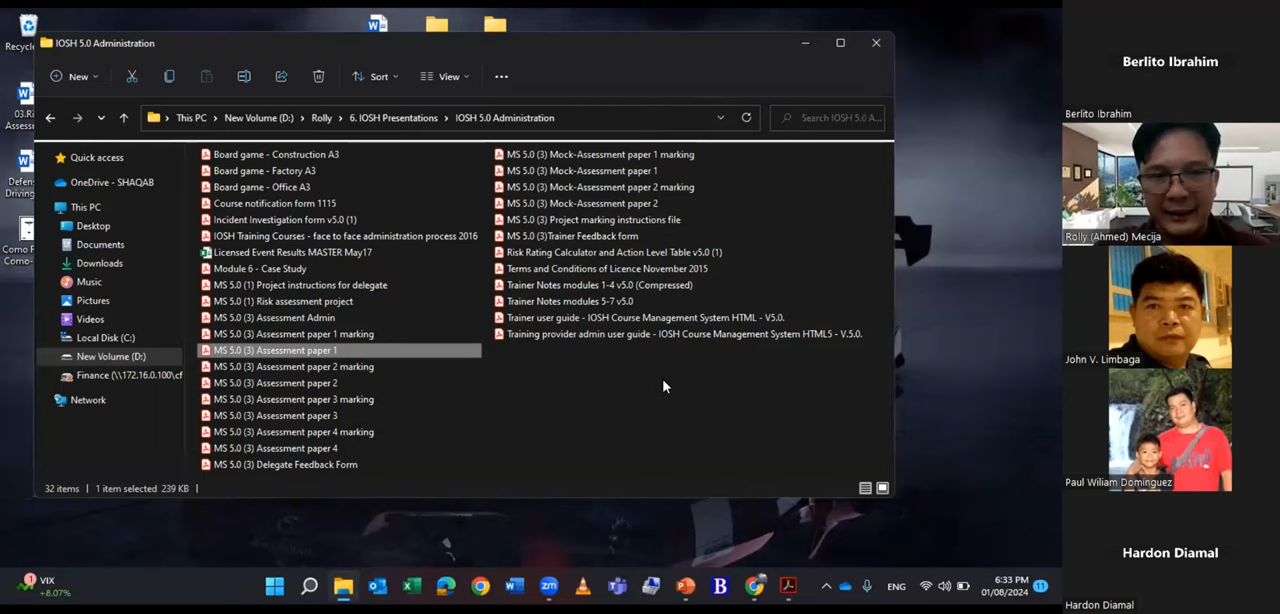 Recycle
03.Ri
Assessm
Defens
Driving
Como P
Como-
IOSH 5.0 Administration
New
Sort
View
This PC > New Volume (D:) > Rolly > 6. IOSH Presentations > IOSH 5.0 Administration
Search IOSH 5.0 A...
Quick access
OneDrive - SHAQAB
This PC
Desktop
Documents
Downloads
Music
Pictures
Videos
Local Disk (C:)
New Volume (D:)
Finance (\\172.16.0.100\cf
Network
Board game - Construction A3
Board game - Factory A3
Board game - Office A3
Course notification form 1115
Incident Investigation form v5.0 (1)
IOSH Training Courses - face to face administration process 2016
Licensed Event Results MASTER May17
Module 6 - Case Study
MS 5.0 (1) Project instructions for delegate
MS 5.0 (1) Risk assessment project
MS 5.0 (3) Assessment Admin
MS 5.0 (3) Assessment paper 1 marking
MS 5.0 (3) Assessment paper 1
MS 5.0 (3) Assessment paper 2 marking
MS 5.0 (3) Assessment paper 2
MS 5.0 (3) Assessment paper 3 marking
MS 5.0 (3) Assessment paper 3
MS 5.0 (3) Assessment paper 4 marking
MS 5.0 (3) Assessment paper 4
MS 5.0 (3) Delegate Feedback Form
MS 5.0 (3) Mock-Assessment paper 1 marking
MS 5.0 (3) Mock-Assessment paper 1
MS 5.0 (3) Mock-Assessment paper 2 marking
MS 5.0 (3) Mock-Assessment paper 2
MS 5.0 (3) Project marking instructions file
MS 5.0 (3)Trainer Feedback form
Risk Rating Calculator and Action Level Table v5.0 (1)
Terms and Conditions of Licence November 2015
Trainer Notes modules 1-4 v5.0 (Compressed)
Trainer Notes modules 5-7 v5.0
Trainer user guide - IOSH Course Management System HTML - V5.0.
Training provider admin user guide - IOSH Course Management System HTML5 - V.5.0.
32 items | 1 item selected 239 KB |
1
VIX
+8.07%
ENG
6:33 PM
01/08/2024
11
Berlito Ibrahim
Berlito Ibrahim
Rolly (Ahmed) Mecija
John V. Limbaga
Paul Wiliam Dominguez
Hardon Diamal
Hardon Diamal